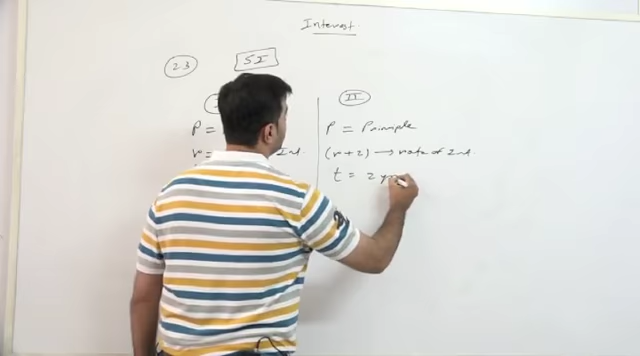 Interest
23 SI
P =
r = Int.
II
P = Principle
(r+2) → rate of Int.
t = 2 y